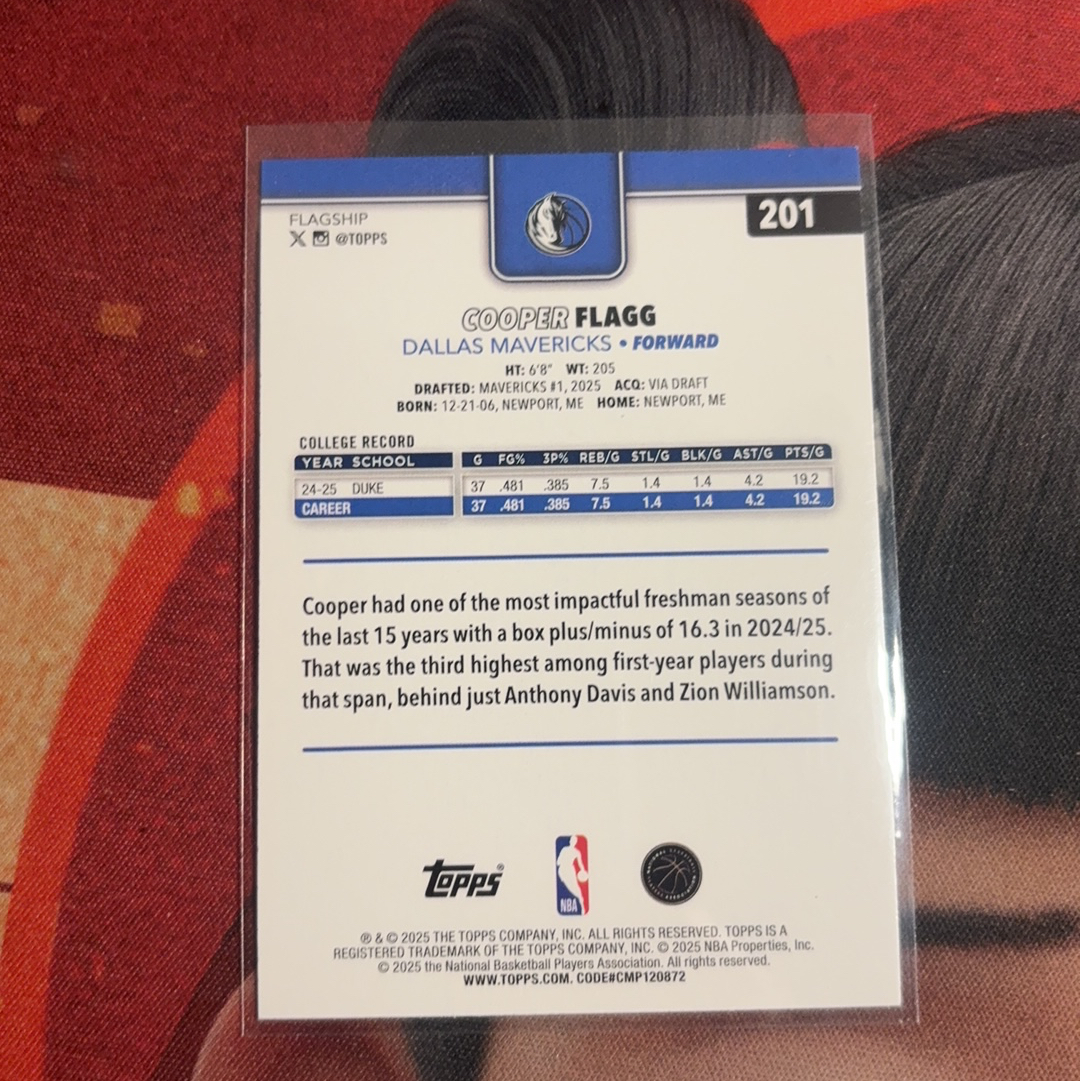 FLAGSHIP
@TOPPS
201
COOPER FLAGG
DALLAS MAVERICKS • FORWARD
HT: 6'8" WT: 205
DRAFTED: MAVERICKS #1, 2025 ACQ: VIA DRAFT
BORN: 12-21-06, NEWPORT, ME HOME: NEWPORT, ME
COLLEGE RECORD
YEAR SCHOOL G FG% 3P% REB/G STL/G BLK/G AST/G PTS/G
24-25 DUKE 37 .481 .385 7.5 1.4 1.4 4.2 19.2
CAREER 37 .481 .385 7.5 1.4 1.4 4.2 19.2
Cooper had one of the most impactful freshman seasons of
the last 15 years with a box plus/minus of 16.3 in 2024/25.
That was the third highest among first-year players during
that span, behind just Anthony Davis and Zion Williamson.
Topps®
NBA
® & © 2025 THE TOPPS COMPANY, INC. ALL RIGHTS RESERVED. TOPPS IS A
REGISTERED TRADEMARK OF THE TOPPS COMPANY, INC. © 2025 NBA Properties, Inc.
© 2025 the National Basketball Players Association. All rights reserved.
WWW.TOPPS.COM. CODE#CMP120872